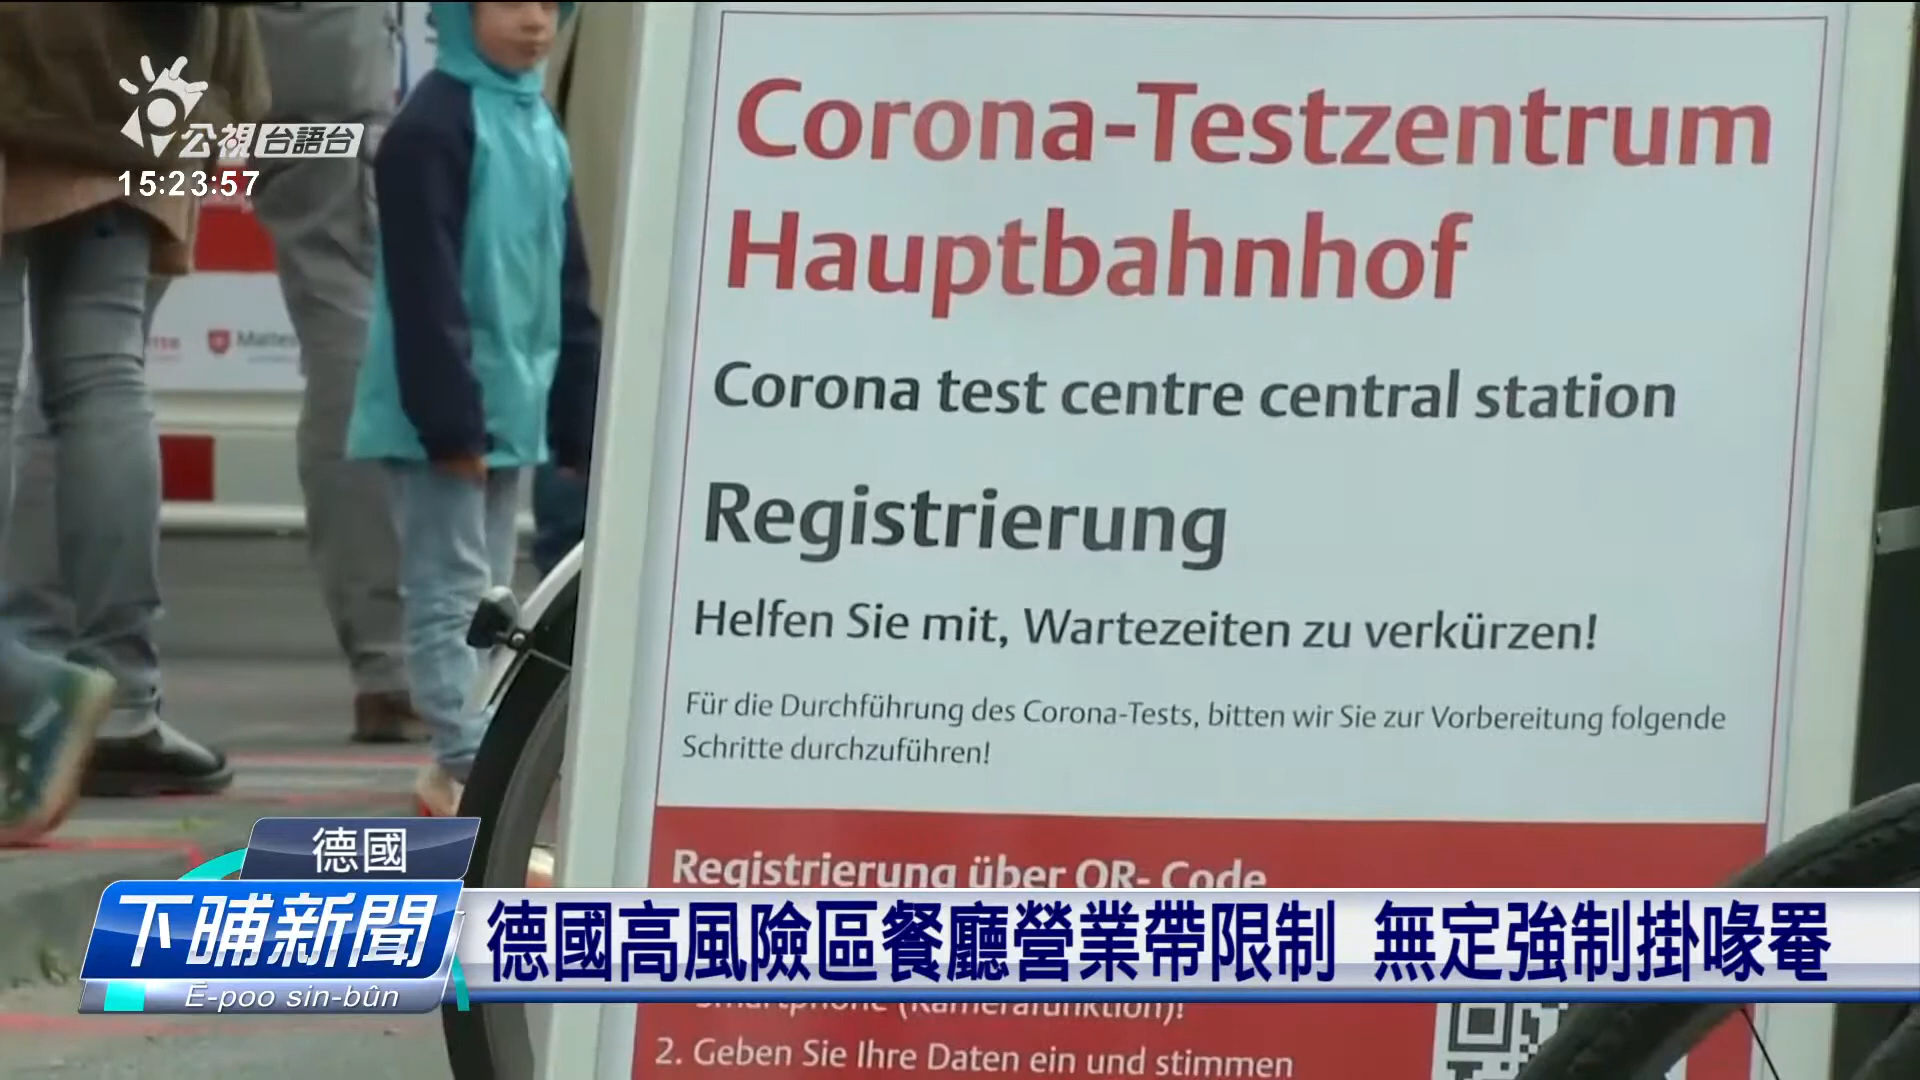 公視台語台
15:23:57
Corona-Testzentrum
Hauptbahnhof
Corona test centre central station
Registrierung
Helfen Sie mit, Wartezeiten zu verkürzen!
Für die Durchführung des Corona-Tests, bitten wir Sie zur Vorbereitung folgende
Schritte durchzuführen!
Registrierung über QR- Code
德國
下晡新聞
Ē-poo sin-bûn
德國高風險區餐廳營業帶限制 無定強制掛喙罨
Smartphone (Kamerafunktion)!
2. Geben Sie Ihre Daten ein und stimmen